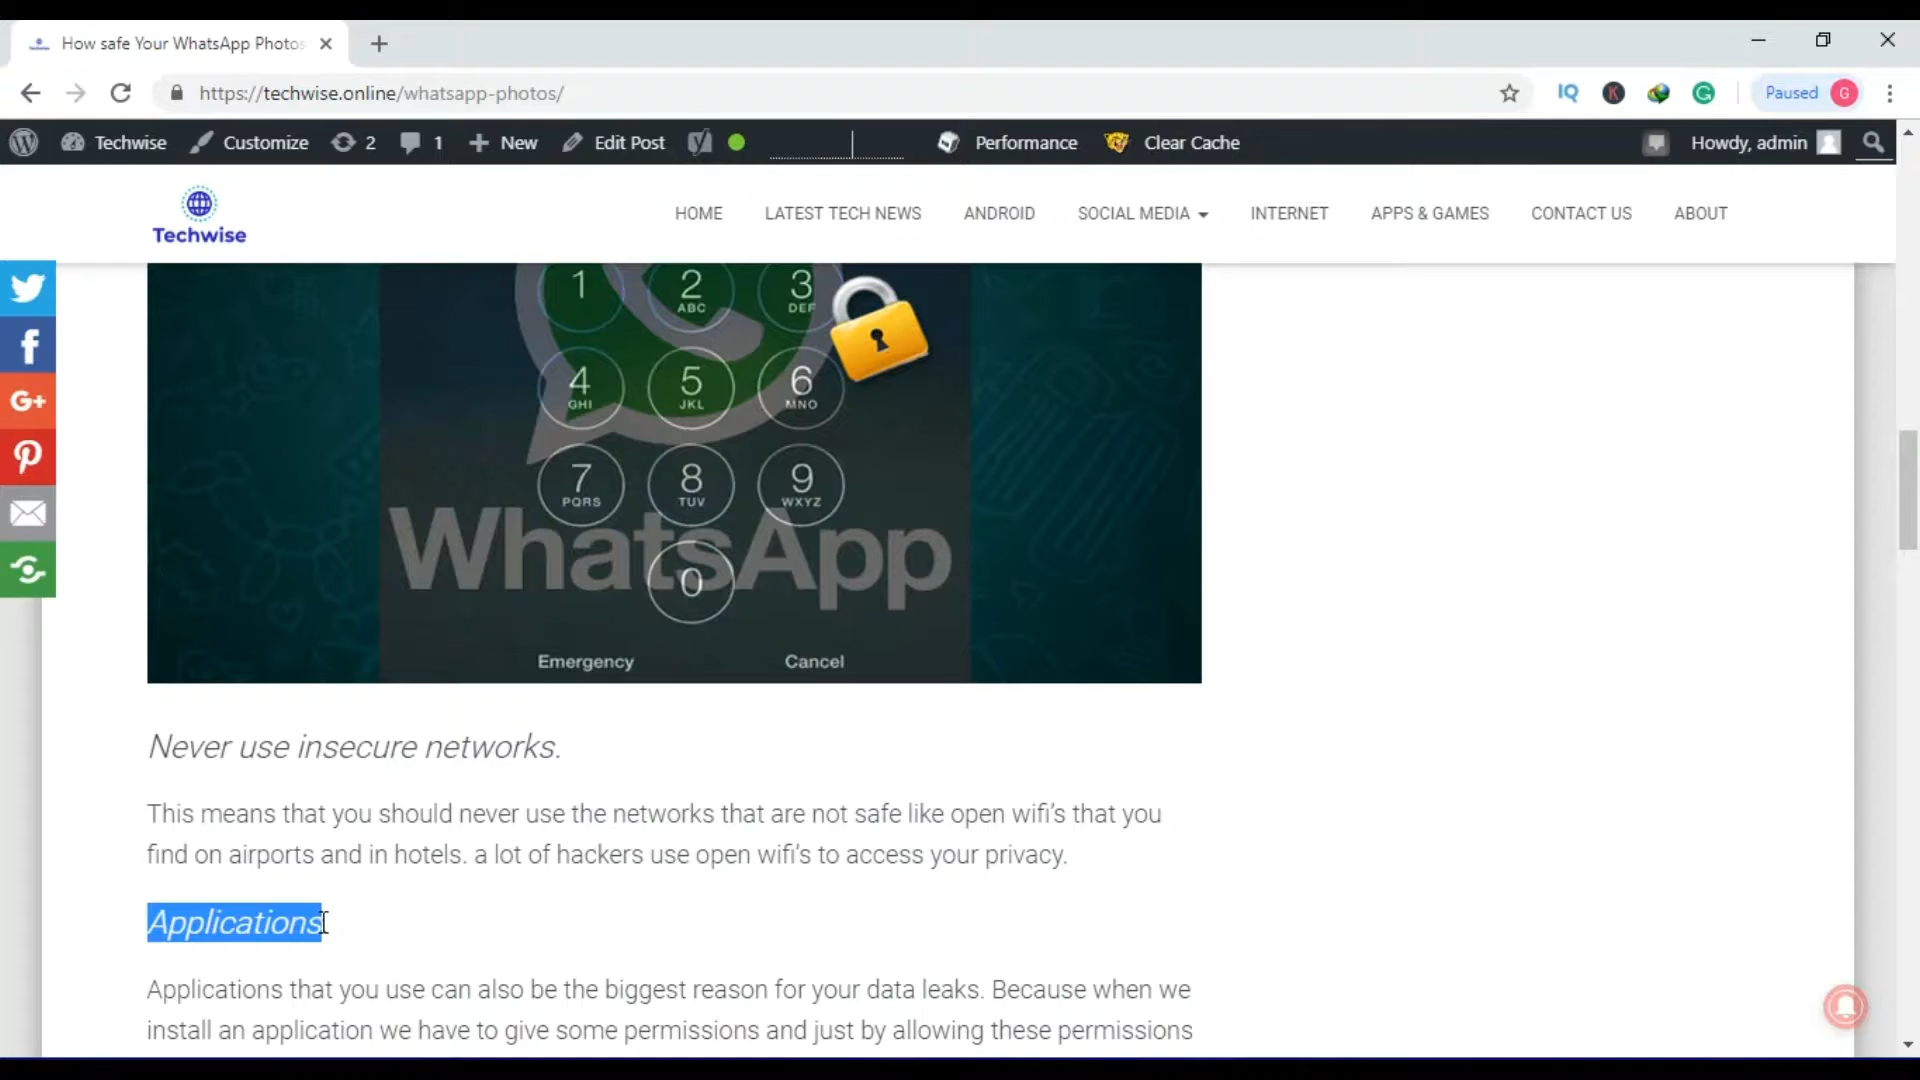 How safe Your WhatsApp Photos
https://techwise.online/whatsapp-photos/
IQ
K
G
Paused
G
Techwise
Customize
2
1
New
Edit Post
Performance
Clear Cache
Howdy, admin
Techwise
HOME
LATEST TECH NEWS
ANDROID
SOCIAL MEDIA
INTERNET
APPS & GAMES
CONTACT US
ABOUT
f
G+
1
2
ABC
3
DEF
4
GHI
5
JKL
6
MNO
7
PQRS
8
TUV
9
WXYZ
WhatsApp
0
Emergency
Cancel
Never use insecure networks.
This means that you should never use the networks that are not safe like open wifi’s that you
find on airports and in hotels. a lot of hackers use open wifi’s to access your privacy.
Applications
Applications that you use can also be the biggest reason for your data leaks. Because when we
install an application we have to give some permissions and just by allowing these permissions